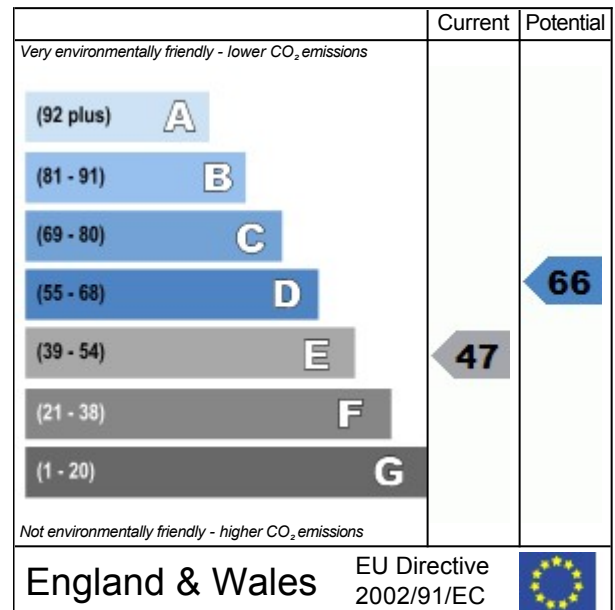 Current Potential
Very environmentally friendly - lower CO₂ emissions
(92 plus) A
(81 - 91) B
(69 - 80) C
(55 - 68) D
66
(39 - 54) E
47
(21 - 38) F
(1 - 20) G
Not environmentally friendly - higher CO₂ emissions
England & Wales
EU Directive
2002/91/EC